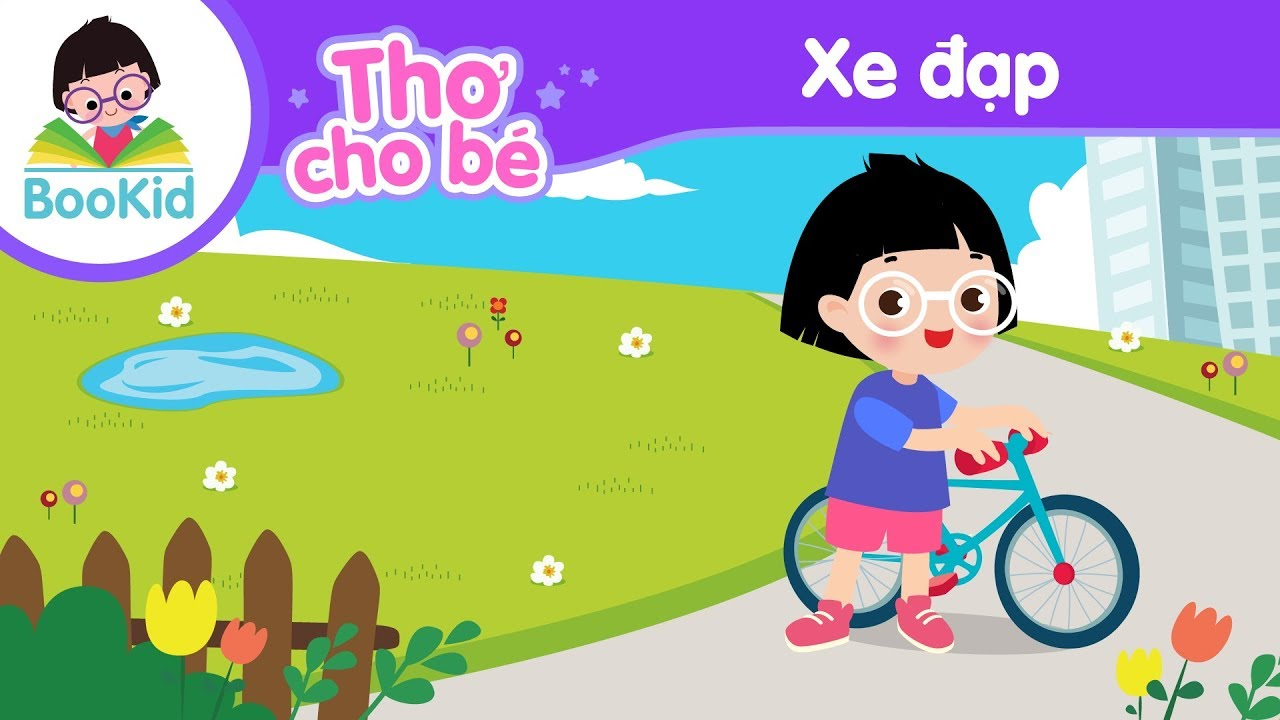 BooKid
Thơ
cho bé
Xe đạp